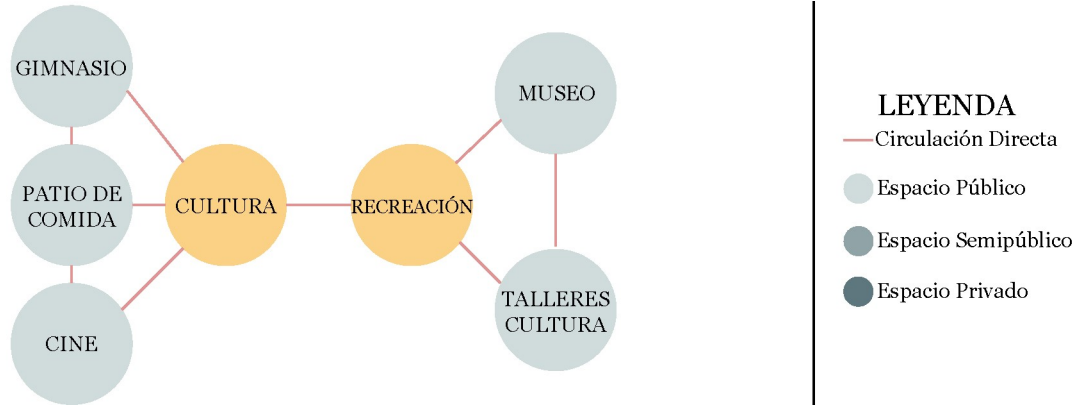 GIMNASIO
MUSEO
PATIO DE
COMIDA
CULTURA
RECREACIÓN
CINE
TALLERES
CULTURA
LEYENDA
Circulación Directa
Espacio Público
Espacio Semipúblico
Espacio Privado